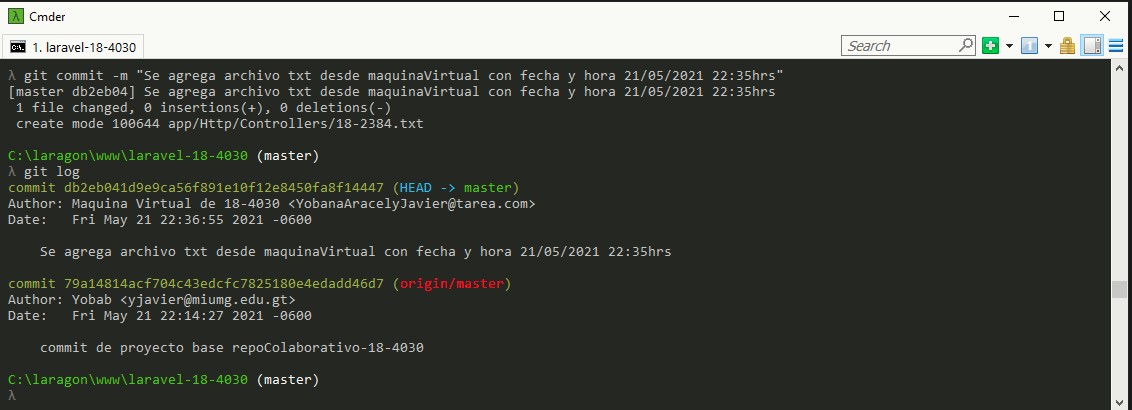 Cmder
1. laravel-18-4030
Search
λ git commit -m "Se agrega archivo txt desde maquinaVirtual con fecha y hora 21/05/2021 22:35hrs"
[master db2eb04] Se agrega archivo txt desde maquinaVirtual con fecha y hora 21/05/2021 22:35hrs
1 file changed, 0 insertions(+), 0 deletions(-)
create mode 100644 app/Http/Controllers/18-2384.txt
C:\laragon\www\laravel-18-4030 (master)
λ git log
commit db2eb041d9e9ca56f891e10f12e8450fa8f14447 (HEAD -> master)
Author: Maquina Virtual de 18-4030 <YobanaAracelyJavier@tarea.com>
Date:   Fri May 21 22:36:55 2021 -0600
Se agrega archivo txt desde maquinaVirtual con fecha y hora 21/05/2021 22:35hrs
commit 79a14814acf704c43edcfc7825180e4edadd46d7 (origin/master)
Author: Yobab <yjavier@miumg.edu.gt>
Date:   Fri May 21 22:14:27 2021 -0600
commit de proyecto base repoColaborativo-18-4030
C:\laragon\www\laravel-18-4030 (master)
λ